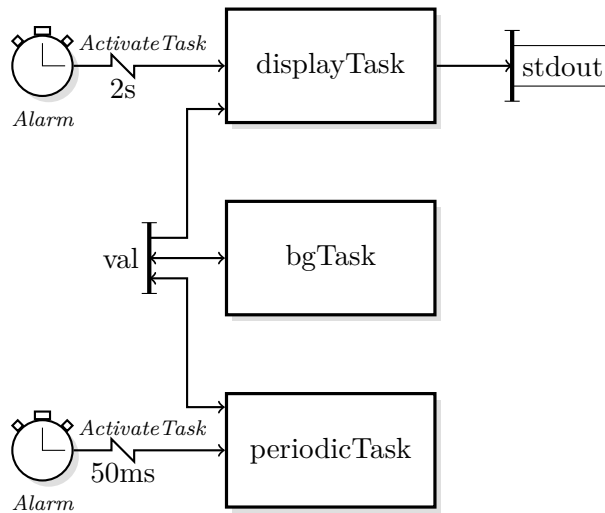 ActivateTask
2s
Alarm
displayTask
stdout
val
bgTask
ActivateTask
50ms
Alarm
periodicTask